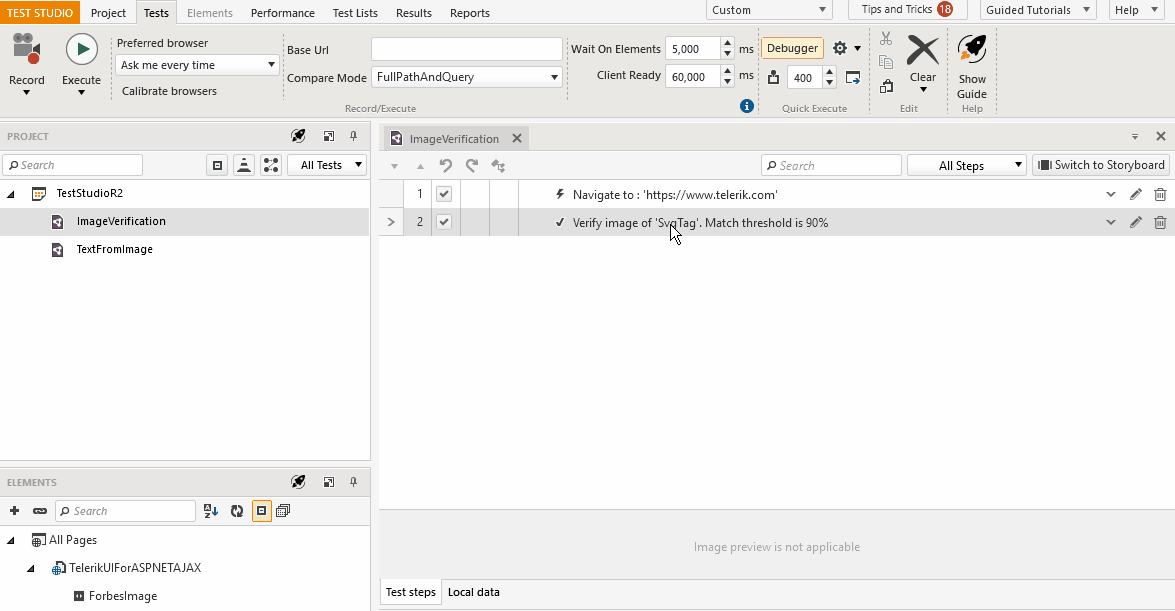 TEST STUDIO Project Tests Elements Performance Test Lists Results Reports Custom Tips and Tricks 18 Guided Tutorials Help
Record
Execute
Preferred browser
Ask me every time
Calibrate browsers
Base Url
Compare Mode FullPathAndQuery
Record/Execute
Wait On Elements 5,000 ms
Client Ready 60,000 ms
Debugger
400
Quick Execute
Clear
Edit
Show
Guide
Help
PROJECT
Search All Tests
TestStudioR2
ImageVerification
TextFromImage
ELEMENTS
Search
All Pages
TelerikUIForASPNETAJAX
ForbesImage
ImageVerification
Search All Steps Switch to Storyboard
1 Navigate to : 'https://www.telerik.com'
2 Verify image of 'SvgTag'. Match threshold is 90%
Image preview is not applicable
Test steps Local data